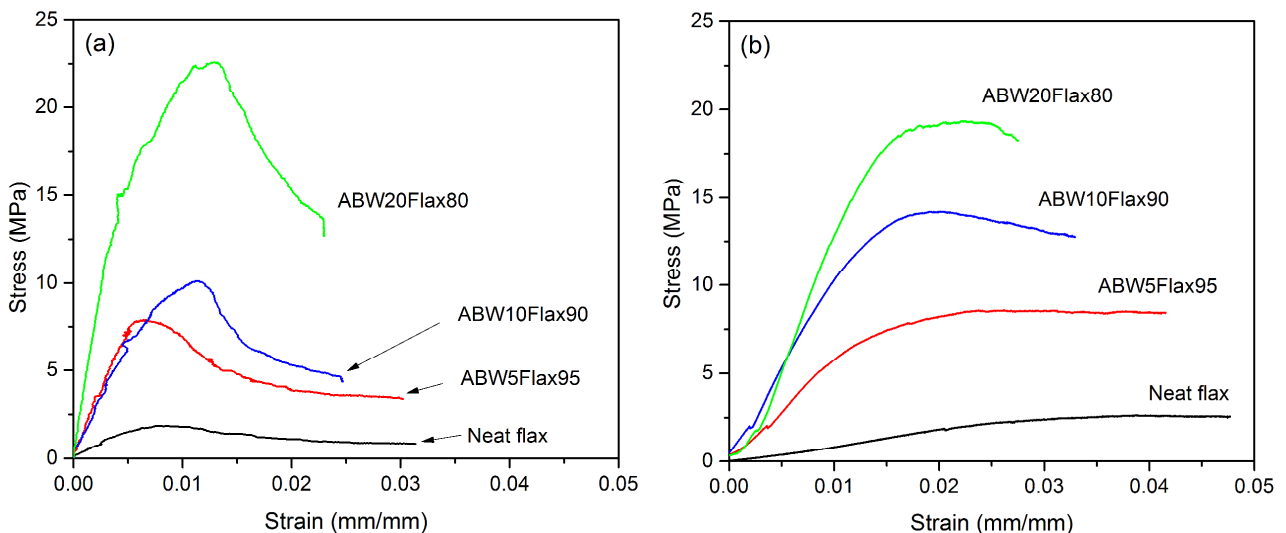 (a)
25
20
15
10
5
0
Stress (MPa)
ABW20Flax80
ABW10Flax90
ABW5Flax95
Neat flax
0.00 0.01 0.02 0.03 0.04 0.05
Strain (mm/mm)
(b)
25
20
15
10
5
0
Stress (MPa)
ABW20Flax80
ABW10Flax90
ABW5Flax95
Neat flax
0.00 0.01 0.02 0.03 0.04 0.05
Strain (mm/mm)